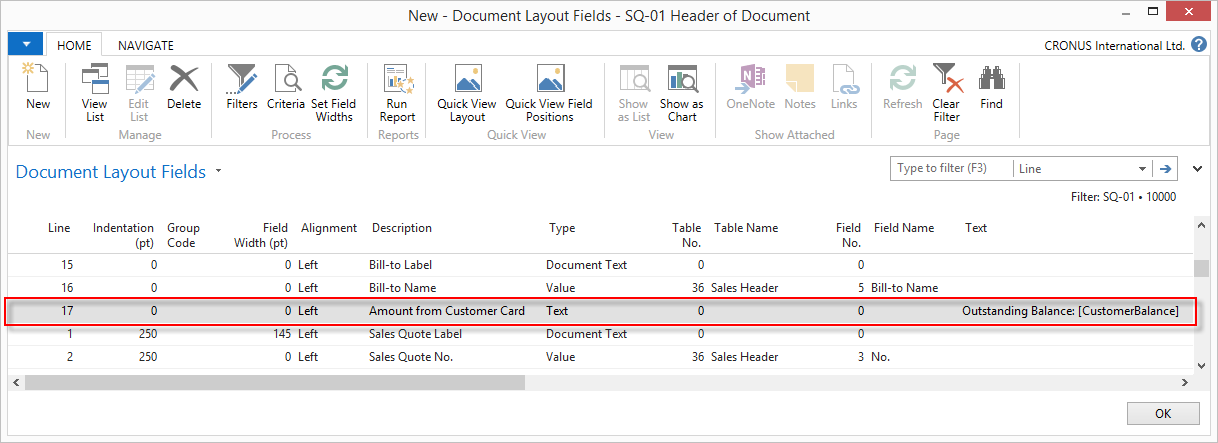 New - Document Layout Fields - SQ-01 Header of Document
HOME NAVIGATE CRONUS International Ltd. ?
New View List Edit List Delete Filters Criteria Set Field Widths Run Report Quick View Layout Quick View Field Positions Show as List Show as Chart OneNote Notes Links Refresh Clear Filter Find
New Manage Process Reports Quick View View Show Attached Page
Document Layout Fields Type to filter (F3) Line
Filter: SQ-01 • 10000
Line Indentation (pt) Group Code Field Width (pt) Alignment Description Type Table No. Table Name Field No. Field Name Text
15 0 0 Left Bill-to Label Document Text 0 0
16 0 0 Left Bill-to Name Value 36 Sales Header 5 Bill-to Name
17 0 0 Left Amount from Customer Card Text 0 0 Outstanding Balance: [CustomerBalance]
1 250 145 Left Sales Quote Label Document Text 0 0
2 250 0 Left Sales Quote No. Value 36 Sales Header 3 No.
OK